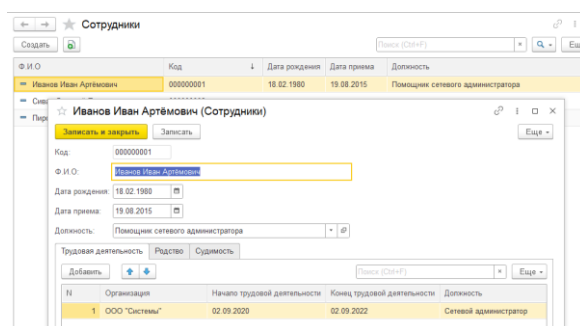 Сотрудники
Создать Поиск (Ctrl+F) × Ещ
Ф.И.О Код ↓ Дата рождения Дата приема Должность
Иванов Иван Артёмович 000000001 18.02.1980 19.08.2015 Помощник сетевого администратора
Иванов Иван Артёмович (Сотрудники)
Записать и закрыть Записать Еще
Код: 000000001
Ф.И.О: Иванов Иван Артёмович
Дата рождения: 18.02.1980
Дата приема: 19.08.2015
Должность: Помощник сетевого администратора
Трудовая деятельность Родство Судимость
Добавить Поиск (Ctrl+F) × Еще
N Организация Начало трудовой деятельности Конец трудовой деятельности Должность
1 ООО "Системы" 02.09.2020 02.09.2022 Сетевой администратор